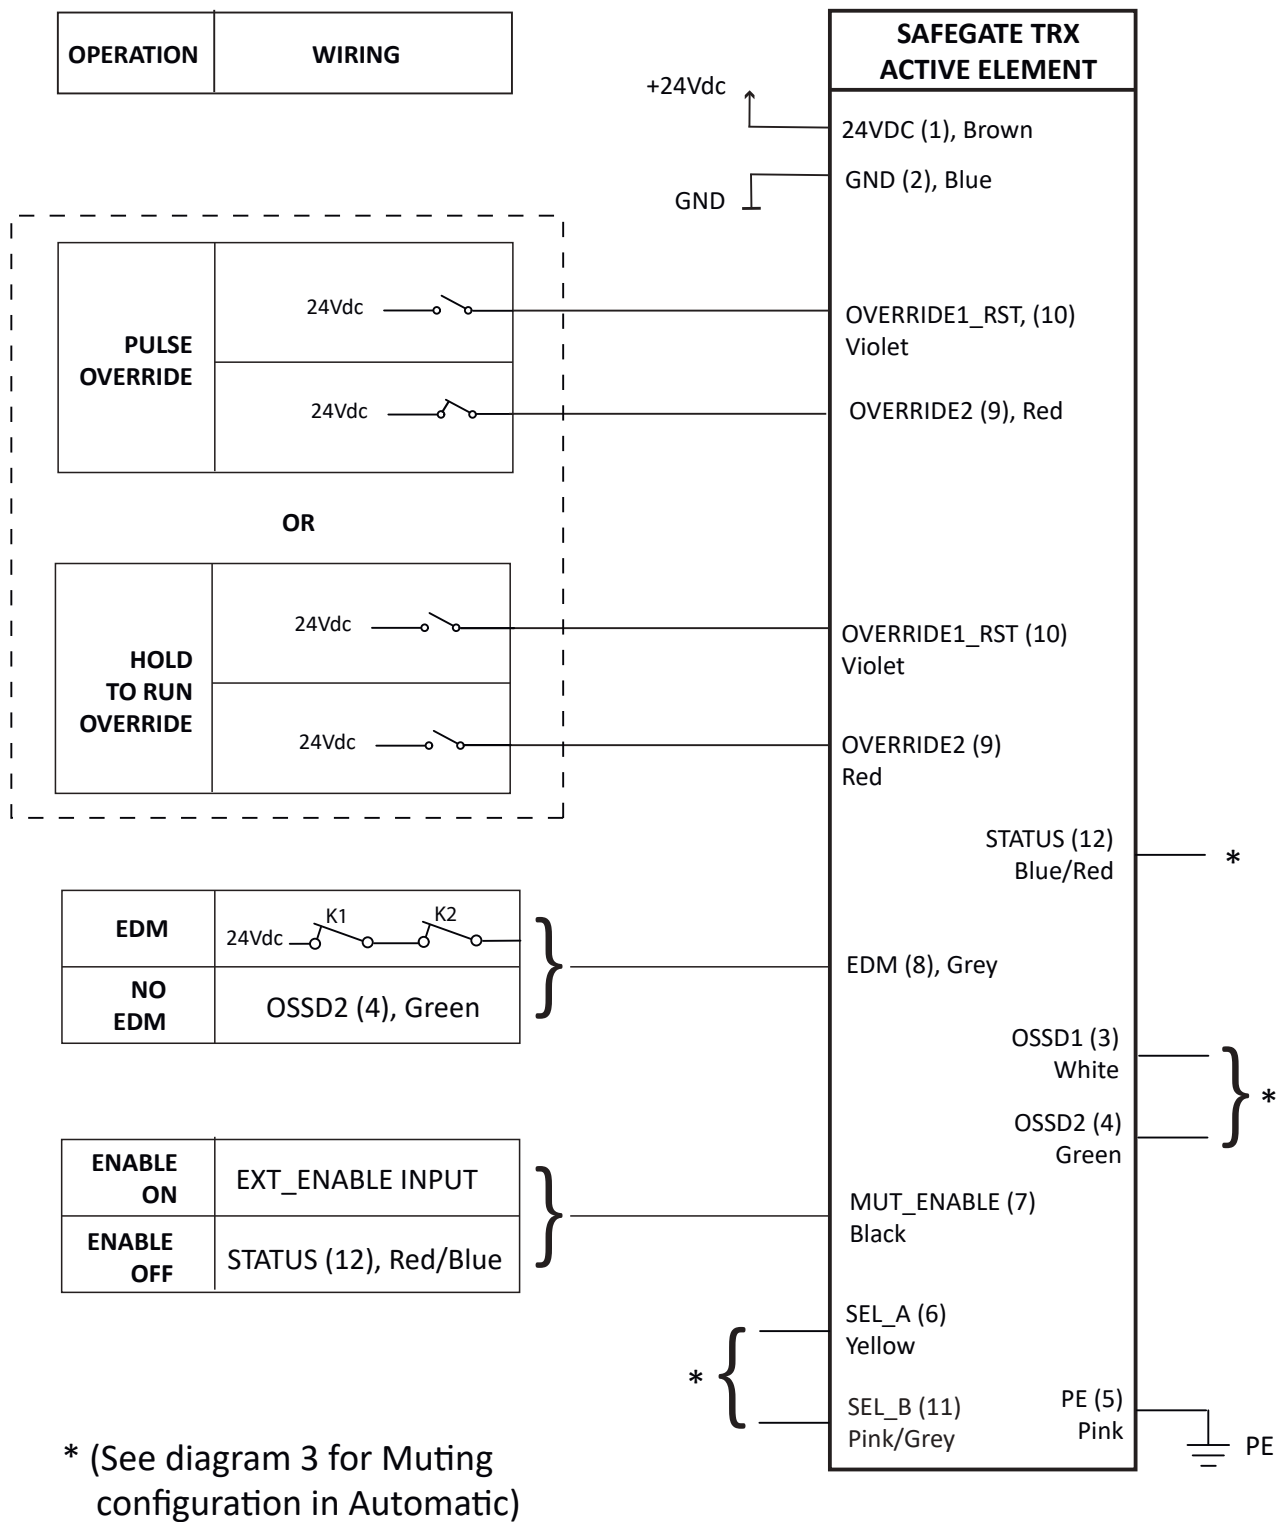 OPERATION
WIRING
SAFEGATE TRX
ACTIVE ELEMENT
+24Vdc
24VDC (1), Brown
GND
GND (2), Blue
PULSE
OVERRIDE
24Vdc
OVERRIDE1_RST, (10)
Violet
24Vdc
OVERRIDE2 (9), Red
OR
HOLD
TO RUN
OVERRIDE
24Vdc
OVERRIDE1_RST (10)
Violet
24Vdc
OVERRIDE2 (9)
Red
STATUS (12)
Blue/Red
*
EDM
24Vdc
K1
K2
NO
EDM
OSSD2 (4), Green
EDM (8), Grey
OSSD1 (3)
White
OSSD2 (4)
Green
*
ENABLE
ON
EXT_ENABLE INPUT
ENABLE
OFF
STATUS (12), Red/Blue
MUT_ENABLE (7)
Black
*
SEL_A (6)
Yellow
SEL_B (11)
Pink/Grey
PE (5)
Pink
PE
* (See diagram 3 for Muting
configuration in Automatic)